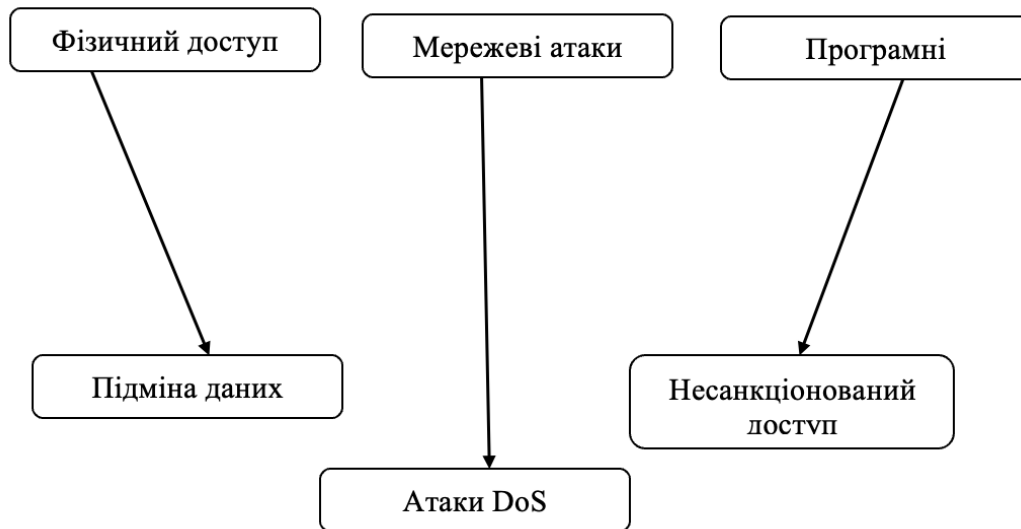 Фізичний доступ
Мережеві атаки
Програмні
Підміна даних
Несанкціонований
доступ
Атаки DoS